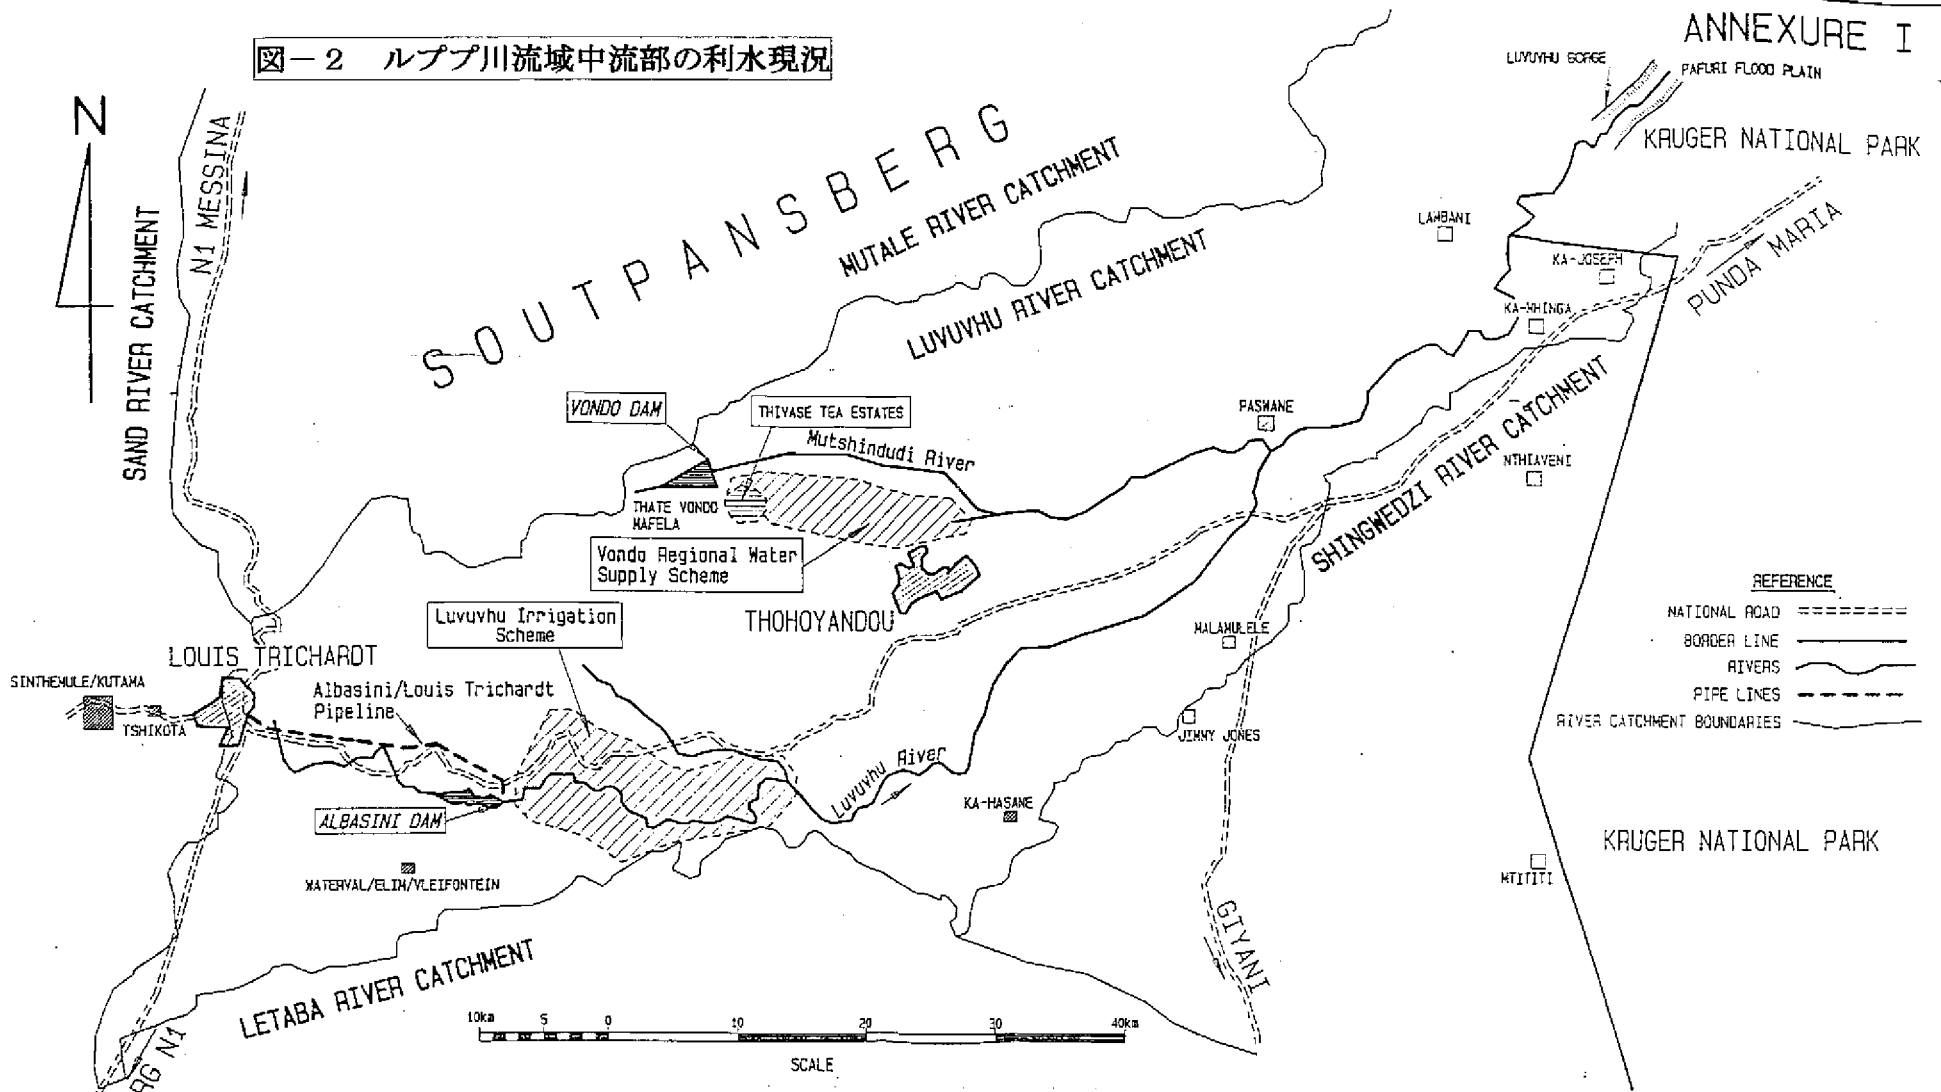 ANNEXURE I
図－2　ルププ川流域中流部の利水現況
LUVUVHU GORGE
PAFURI FLOOD PLAIN
KRUGER NATIONAL PARK
N
N1 MESSINA
SAND RIVER CATCHMENT
SOUTPANSBERG
MUTALE RIVER CATCHMENT
LUVUVHU RIVER CATCHMENT
LAMBANI
KA-JOSEPH
PUNDA MARIA
KA-MHINGA
VONDO DAM
THIVASE TEA ESTATES
PASWANE
Mutshindudi River
NTHIAVENI
SHINGWEDZI RIVER CATCHMENT
THATE VONDO
MAFELA
Vondo Regional Water
Supply Scheme
REFERENCE
NATIONAL ROAD
BORDER LINE
RIVERS
PIPE LINES
RIVER CATCHMENT BOUNDARIES
Luvuvhu Irrigation
Scheme
THOHOYANDOU
MALAMULELE
LOUIS TRICHARDT
SINTHEMULE/KUTAMA
TSHIKOTA
Albasini/Louis Trichardt
Pipeline
JIMMY JONES
Luvuvhu River
KA-HASANE
ALBASINI DAM
KRUGER NATIONAL PARK
WATERVAL/ELIM/VLEIFONTEIN
MTITITI
GIYANI
LETABA RIVER CATCHMENT
RG N1
10km 5 0 10 20 30 40km
SCALE